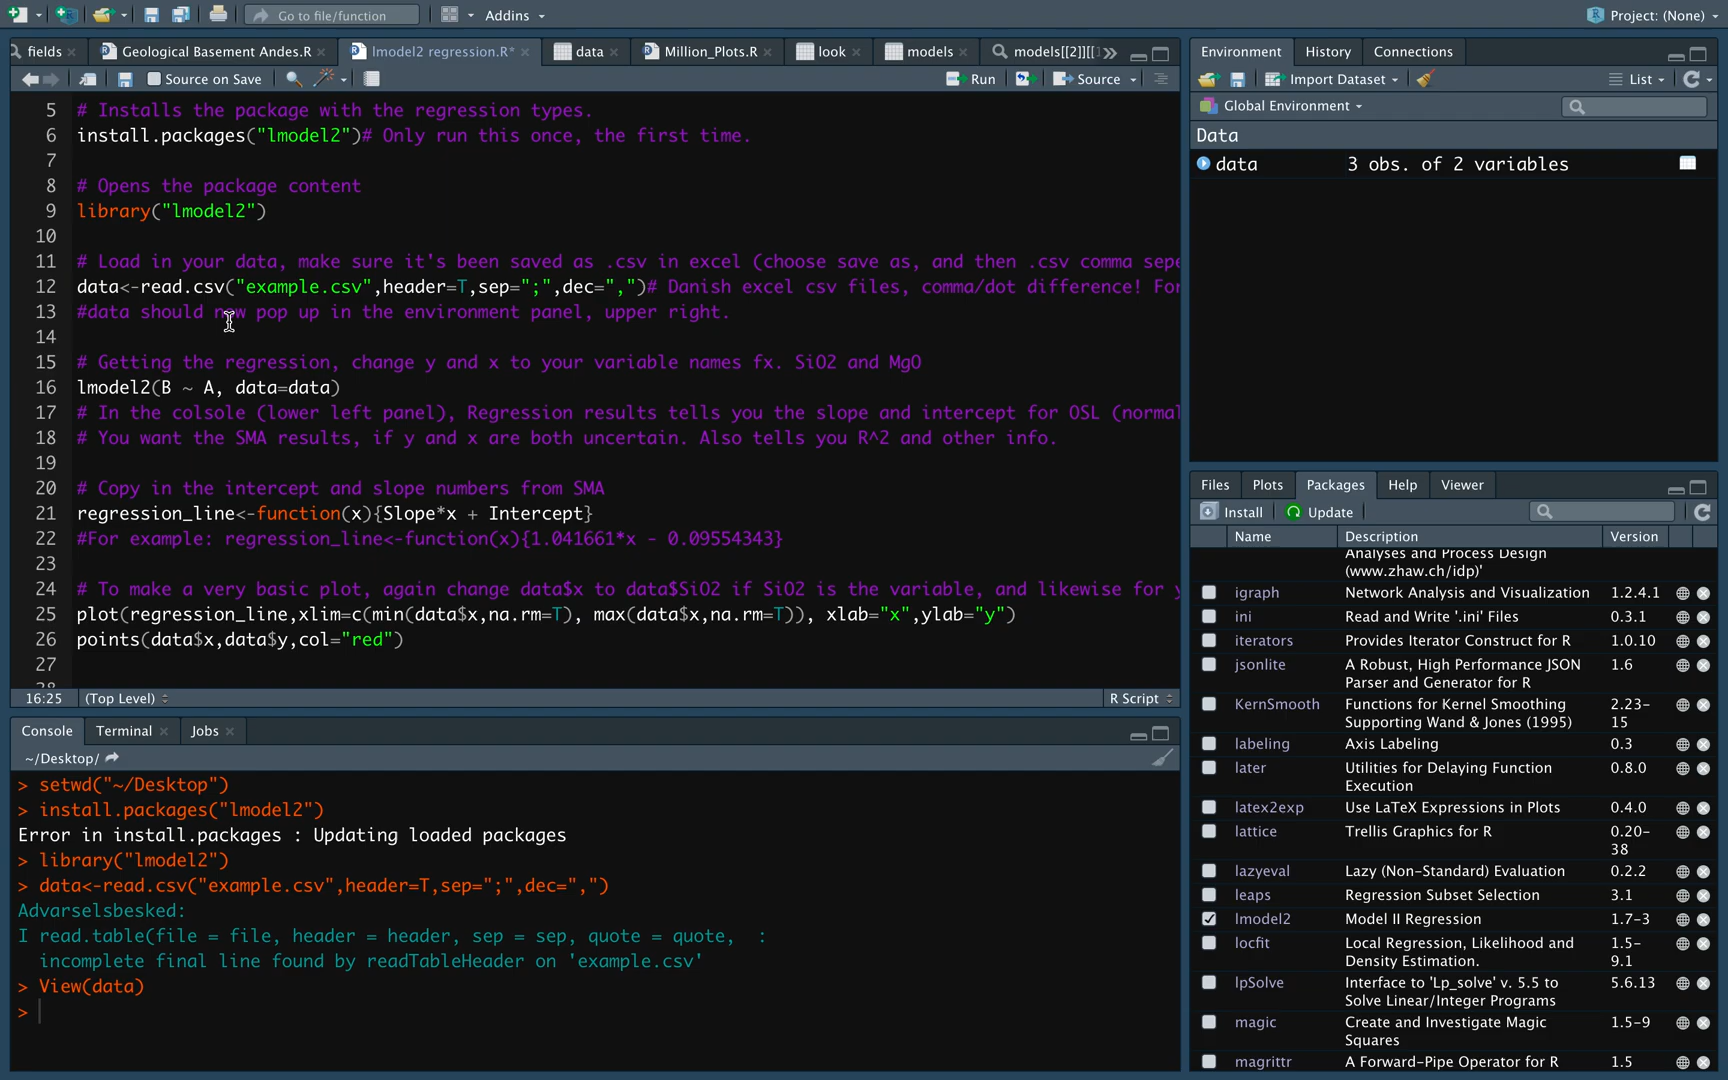 Go to file/function
Addins
Project: (None)
fields
Geological Basement Andes.R
lmodel2 regression.R*
data
Million_Plots.R
look
models
models[[2]][[
Source on Save
Run
Source
5 # Installs the package with the regression types.
6 install.packages("lmodel2")# Only run this once, the first time.
7
8 # Opens the package content
9 library("lmodel2")
10
11 # Load in your data, make sure it's been saved as .csv in excel (choose save as, and then .csv comma sepe
12 data<-read.csv("example.csv",header=T,sep=";",dec=",")# Danish excel csv files, comma/dot difference! For
13 #data should now pop up in the environment panel, upper right.
14
15 # Getting the regression, change y and x to your variable names fx. SiO2 and MgO
16 lmodel2(B ~ A, data=data)
17 # In the colsole (lower left panel), Regression results tells you the slope and intercept for OSL (normal
18 # You want the SMA results, if y and x are both uncertain. Also tells you R^2 and other info.
19
20 # Copy in the intercept and slope numbers from SMA
21 regression_line<-function(x){Slope*x + Intercept}
22 #For example: regression_line<-function(x){1.041661*x - 0.09554343}
23
24 # To make a very basic plot, again change data$x to data$SiO2 if SiO2 is the variable, and likewise for y
25 plot(regression_line,xlim=c(min(data$x,na.rm=T), max(data$x,na.rm=T)), xlab="x",ylab="y")
26 points(data$x,data$y,col="red")
27
16:25
(Top Level)
R Script
Console
Terminal
Jobs
~/Desktop/
> setwd("~/Desktop")
> install.packages("lmodel2")
Error in install.packages : Updating loaded packages
> library("lmodel2")
> data<-read.csv("example.csv",header=T,sep=";",dec=",")
Advarselsbesked:
I read.table(file = file, header = header, sep = sep, quote = quote,  :
incomplete final line found by readTableHeader on 'example.csv'
> View(data)
>
Environment
History
Connections
Import Dataset
List
Global Environment
Data
data 3 obs. of 2 variables
Files
Plots
Packages
Help
Viewer
Install
Update
Name Description Version
Analyses and Process Design
(www.zhaw.ch/idp)'
igraph Network Analysis and Visualization 1.2.4.1
ini Read and Write '.ini' Files 0.3.1
iterators Provides Iterator Construct for R 1.0.10
jsonlite A Robust, High Performance JSON 1.6
Parser and Generator for R
KernSmooth Functions for Kernel Smoothing 2.23-
Supporting Wand & Jones (1995) 15
labeling Axis Labeling 0.3
later Utilities for Delaying Function 0.8.0
Execution
latex2exp Use LaTeX Expressions in Plots 0.4.0
lattice Trellis Graphics for R 0.20-
38
lazyeval Lazy (Non-Standard) Evaluation 0.2.2
leaps Regression Subset Selection 3.1
lmodel2 Model II Regression 1.7-3
locfit Local Regression, Likelihood and 1.5-
Density Estimation. 9.1
lpSolve Interface to 'Lp_solve' v. 5.5 to 5.6.13
Solve Linear/Integer Programs
magic Create and Investigate Magic 1.5-9
Squares
magrittr A Forward-Pipe Operator for R 1.5